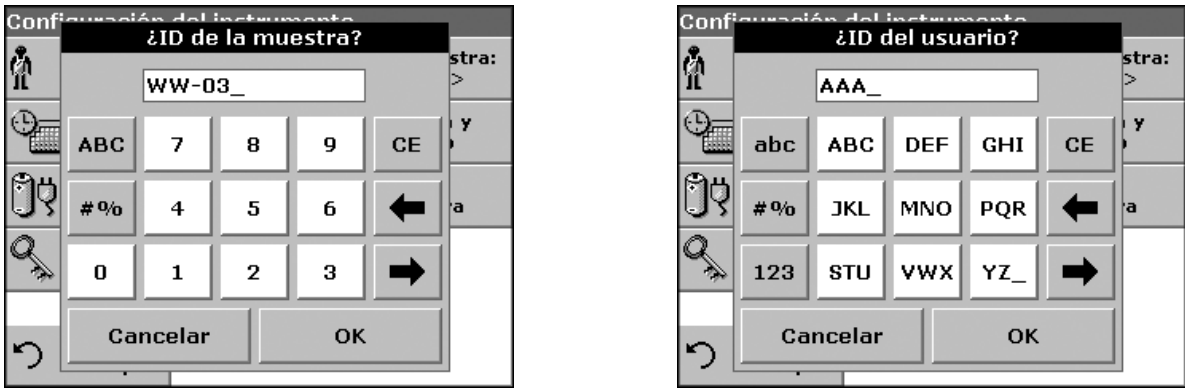 Configuración del instrumento
¿ID de la muestra?
stra:
>
WW-03_
y
ABC 7 8 9 CE
#% 4 5 6
a
0 1 2 3
Cancelar OK
Configuración del instrumento
¿ID del usuario?
stra:
>
AAA_
y
abc ABC DEF GHI CE
#% JKL MNO PQR
a
123 STU VWX YZ_
Cancelar OK